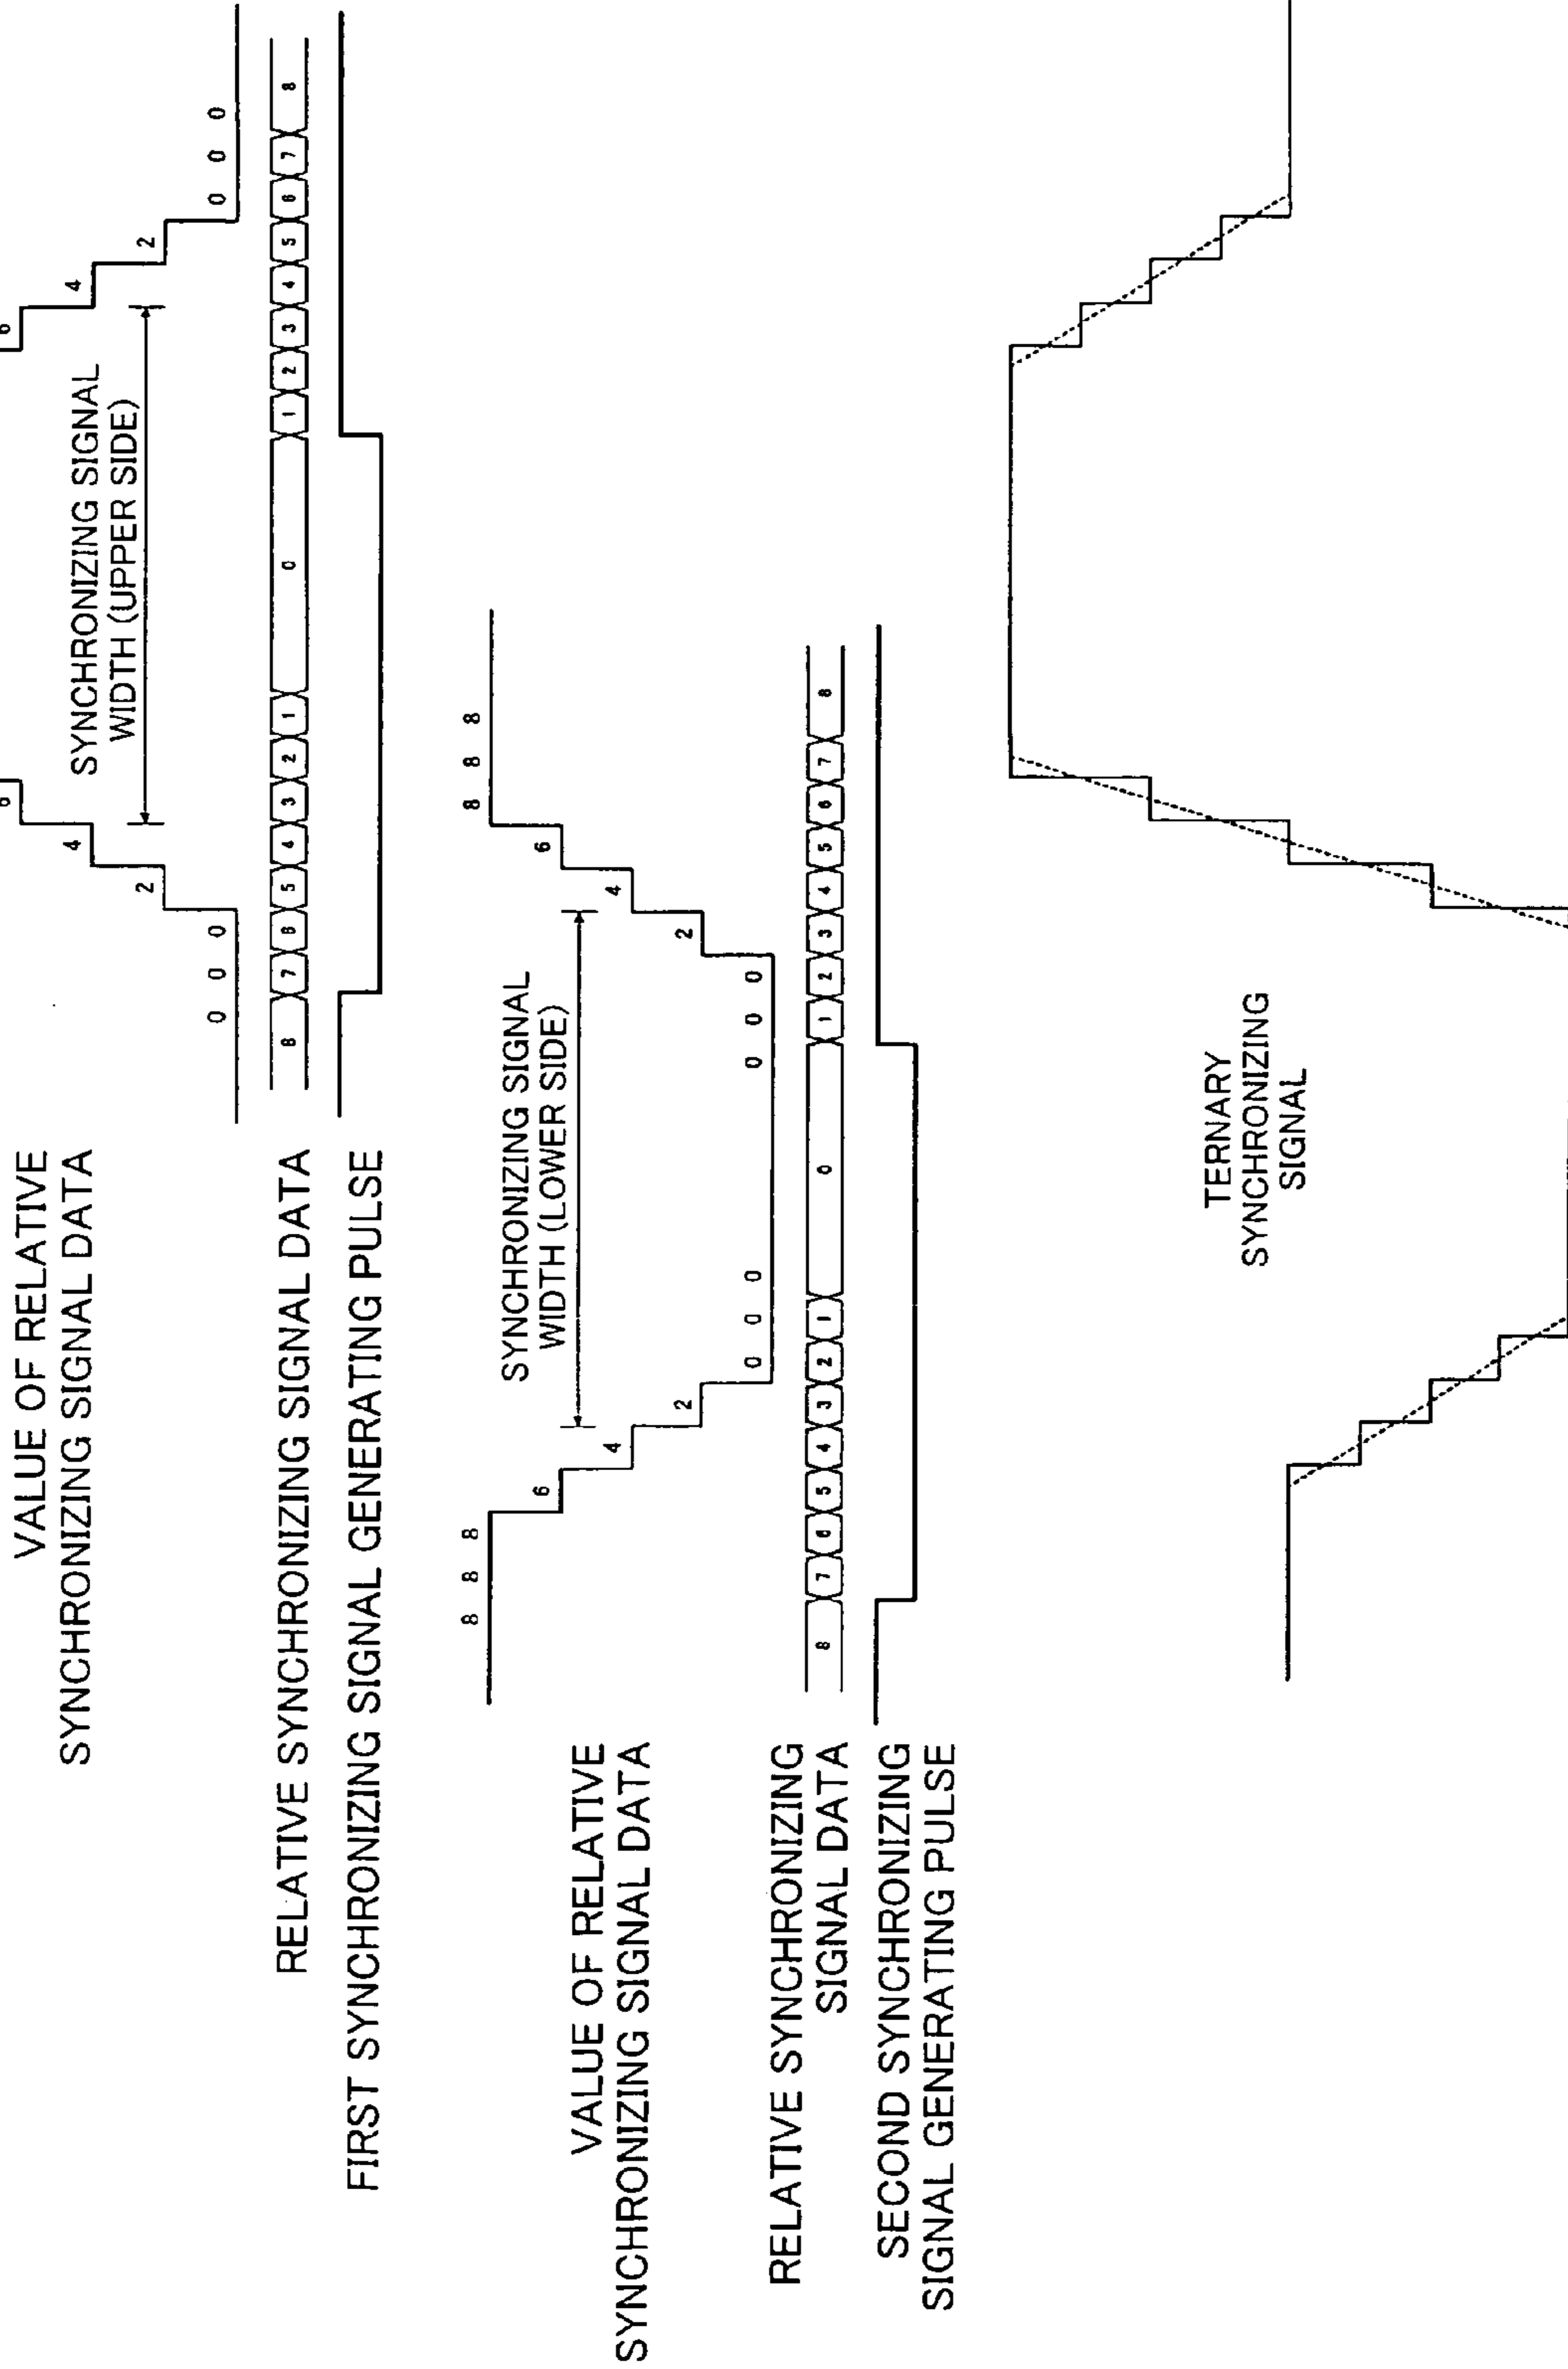 VALUE OF RELATIVE
SYNCHRONIZING SIGNAL DATA
0 0 0 2 4 6 6 4 2 0 0 0
SYNCHRONIZING SIGNAL
WIDTH (UPPER SIDE)
RELATIVE SYNCHRONIZING SIGNAL DATA
8 7 6 5 4 3 2 1 0 1 2 3 4 5 6 7 8
FIRST SYNCHRONIZING SIGNAL GENERATING PULSE
VALUE OF RELATIVE
SYNCHRONIZING SIGNAL DATA
8 8 8 6 4 2 0 0 0 0 0 0 2 4 6 8 8 8
SYNCHRONIZING SIGNAL
WIDTH (LOWER SIDE)
RELATIVE SYNCHRONIZING
SIGNAL DATA
8 7 6 5 4 3 2 1 0 1 2 3 4 5 6 7 8
SECOND SYNCHRONIZING
SIGNAL GENERATING PULSE
TERNARY
SYNCHRONIZING
SIGNAL